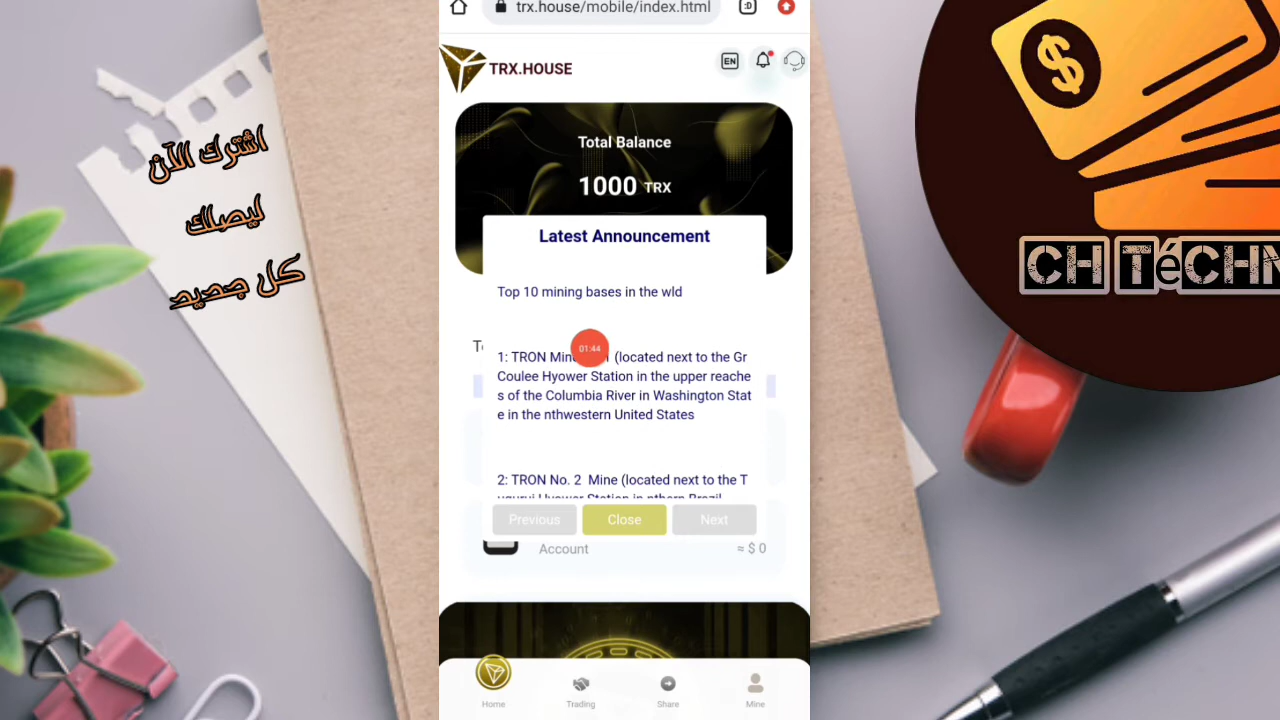 trx.house/mobile/index.html
:D
TRX.HOUSE
EN
Total Balance
1000 TRX
Latest Announcement
Top 10 mining bases in the wld
01:44
1: TRON Min (located next to the Gr
Coulee Hyower Station in the upper reache
s of the Columbia River in Washington Stat
e in the nthwestern United States
2: TRON No. 2 Mine (located next to the T
Previous
Close
Next
Account
≈ $ 0
Home
Trading
Share
Mine
اشترك الآن
ليصلك
كل جديد
CH TéCHN